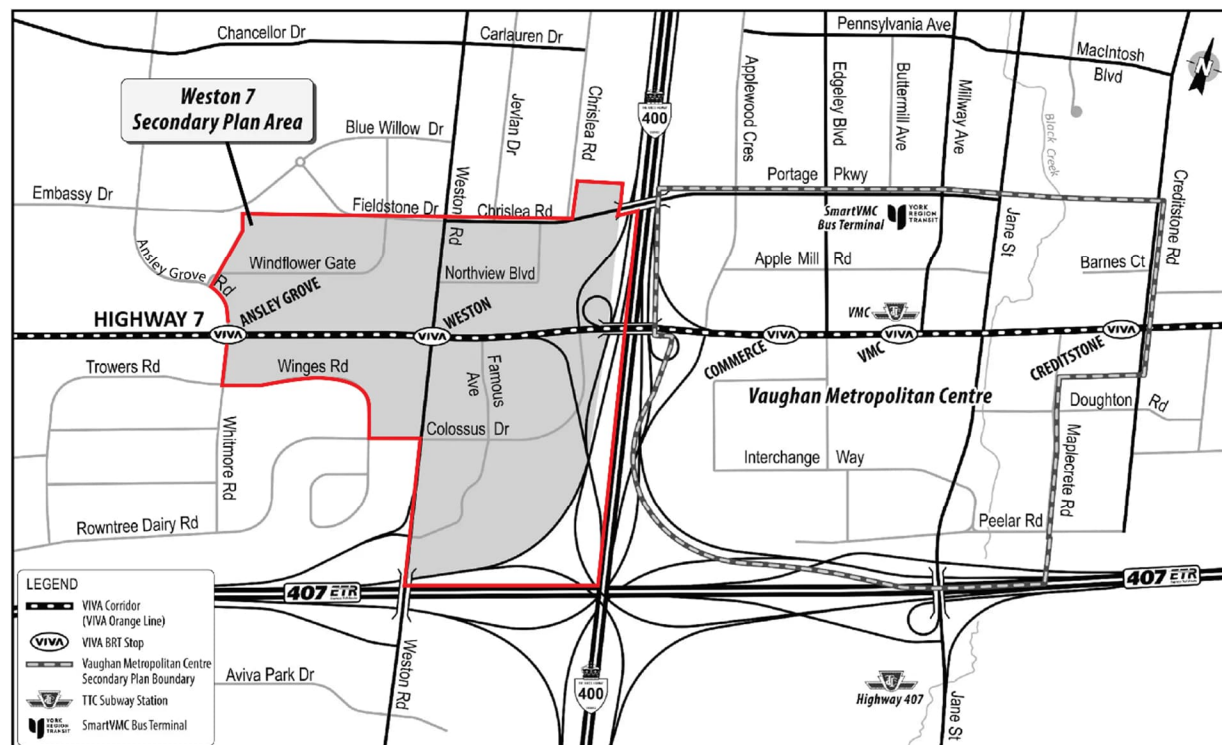 Chancellor Dr
Carlauren Dr
Pennsylvania Ave
MacIntosh
Blvd
N
Weston 7
Secondary Plan Area
Jevlan Dr
Chrislea Rd
400
Applewood Cres
Edgeley Blvd
Buttermill Ave
Millway Ave
Black Creek
Blue Willow Dr
Embassy Dr
Weston Rd
Fieldstone Dr
Chrislea Rd
Portage Pkwy
SmartVMC
Bus Terminal
YORK
REGION
TRANSIT
Jane St
Creditstone Rd
Ansley Grove Rd
Windflower Gate
Northview Blvd
Apple Mill Rd
Barnes Ct
ANSLEY GROVE
WESTON
HIGHWAY 7
VIVA
VIVA
VMC
VIVA
VIVA
VIVA
COMMERCE
VMC
CREDITSTONE
Trowers Rd
Winges Rd
Famous
Ave
Vaughan Metropolitan Centre
Doughton Rd
Whitmore Rd
Colossus Dr
Interchange Way
Maplecrete Rd
Rowntree Dairy Rd
Peelar Rd
407 ETR
407 ETR
LEGEND
VIVA Corridor
(VIVA Orange Line)
VIVA
VIVA BRT Stop
Vaughan Metropolitan Centre
Secondary Plan Boundary
TTC Subway Station
YORK
REGION
TRANSIT
SmartVMC Bus Terminal
Weston Rd
Aviva Park Dr
400
Highway 407
Jane St